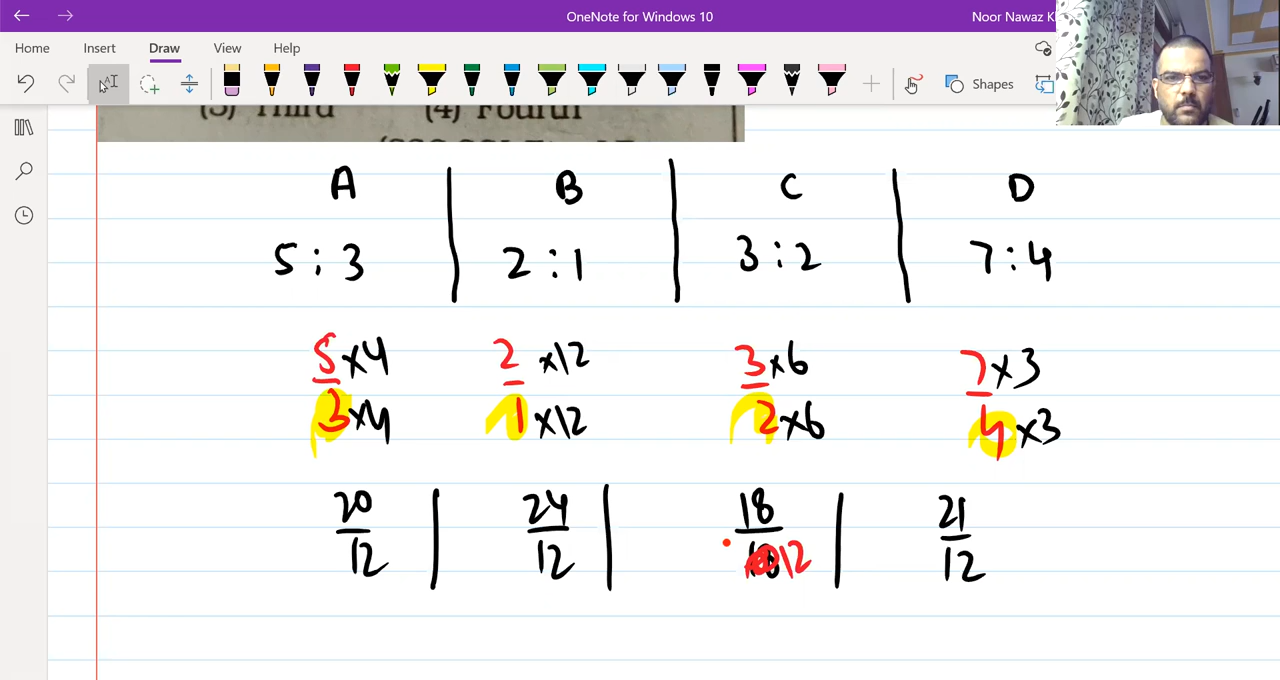 OneNote for Windows 10
Noor Nawaz K
Home Insert Draw View Help
Shapes
(3) Third (4) Fourth
A B C D
5 : 3 2 : 1 3 : 2 7 : 4
5 x4 2 x12 3 x6 7 x3
3 x4 1 x12 2 x6 4 x3
20 24 18 21
12 12 12 12